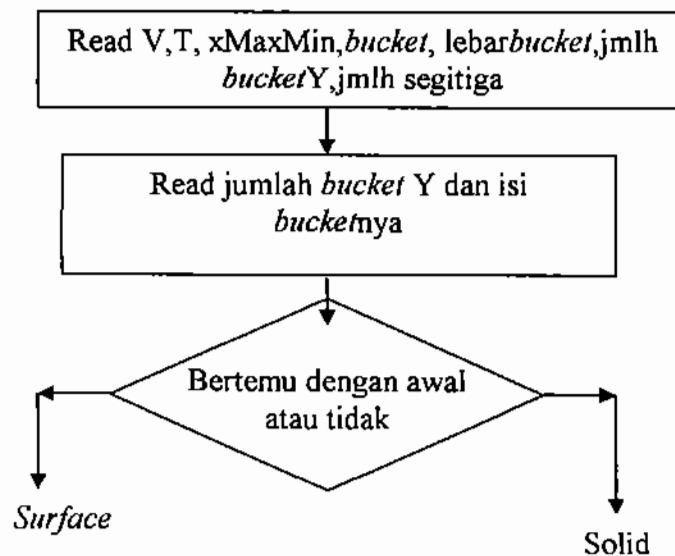 Read V,T, xMaxMin,bucket, lebarbucket,jmlh
bucketY,jmlh segitiga
Read jumlah bucket Y dan isi
bucketnya
Bertemu dengan awal
atau tidak
Surface
Solid